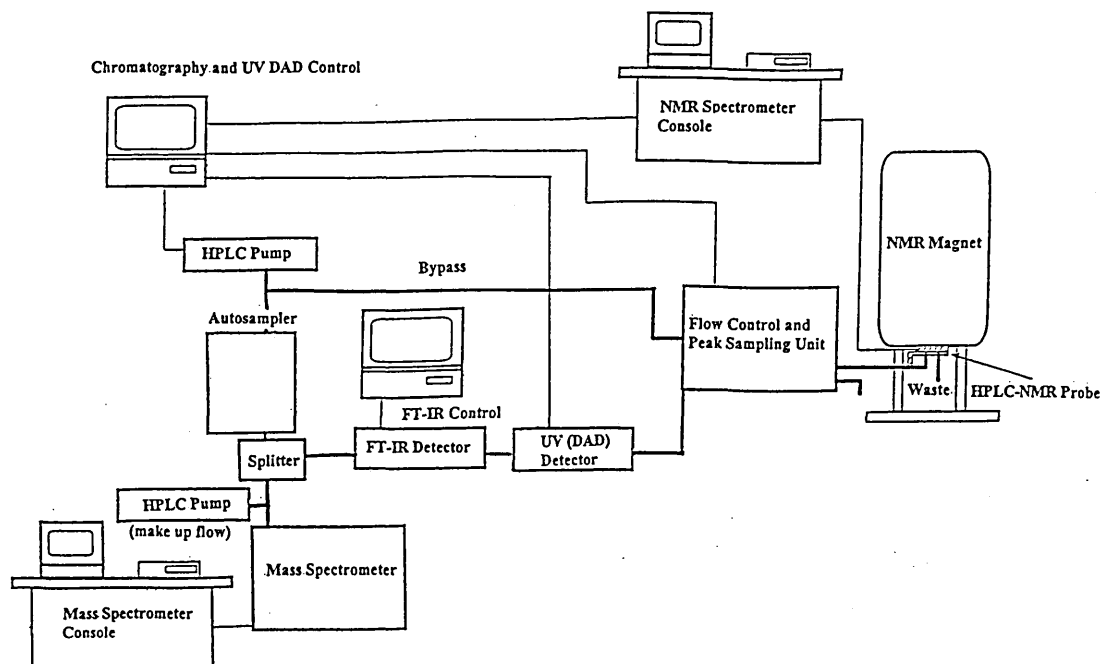 Chromatography and UV DAD Control
NMR Spectrometer
Console
NMR Magnet
HPLC Pump
Bypass
Autosampler
Flow Control and
Peak Sampling Unit
Waste
HPLC-NMR Probe
FT-IR Control
FT-IR Detector
UV (DAD)
Detector
Splitter
HPLC Pump
(make up flow)
Mass Spectrometer
Mass Spectrometer
Console